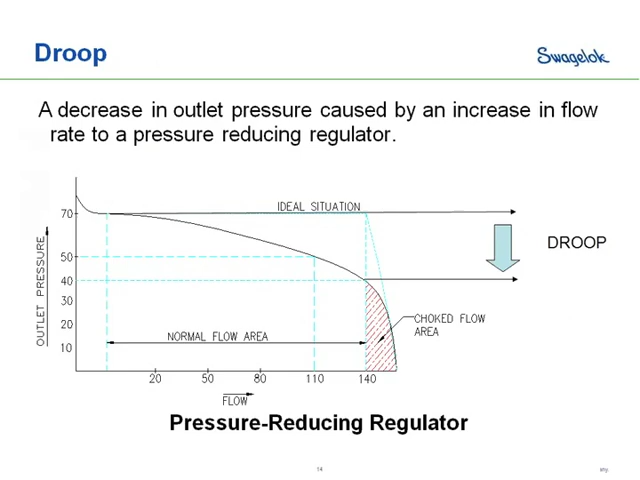 Droop
Swagelok
A decrease in outlet pressure caused by an increase in flow
rate to a pressure reducing regulator.
IDEAL SITUATION
70
DROOP
50
40
30
20
10
OUTLET PRESSURE
CHOKED FLOW
AREA
NORMAL FLOW AREA
20
50
80
110
140
FLOW
Pressure-Reducing Regulator
14